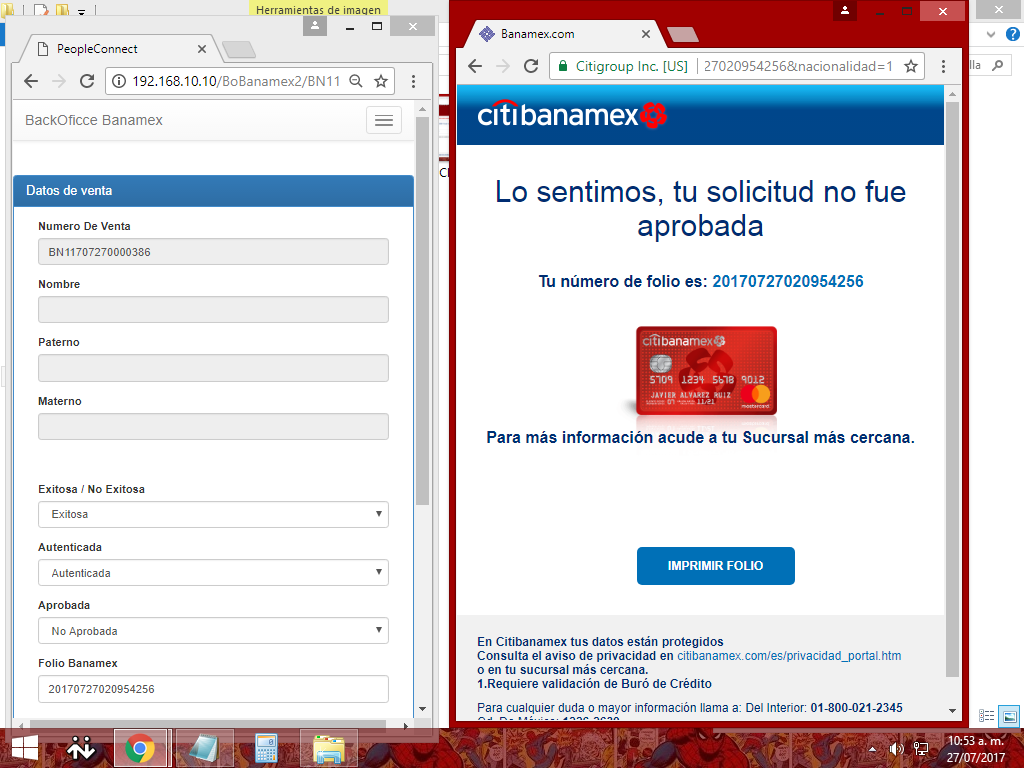 Herramientas de imagen
PeopleConnect
192.168.10.10/BoBanamex2/BN11
BackOficce Banamex
Datos de venta
Numero De Venta
BN11707270000386
Nombre
Paterno
Materno
Exitosa / No Exitosa
Exitosa
Autenticada
Autenticada
Aprobada
No Aprobada
Folio Banamex
20170727020954256
Banamex.com
Citigroup Inc. [US] 27020954256&nacionalidad=1
lla
citibanamex
Lo sentimos, tu solicitud no fue
aprobada
Tu número de folio es: 20170727020954256
citibanamex
5709 1234 5678 9012
JAVIER ALVAREZ RUIZ
mastercard
Para más información acude a tu Sucursal más cercana.
IMPRIMIR FOLIO
En Citibanamex tus datos están protegidos
Consulta el aviso de privacidad en citibanamex.com/es/privacidad_portal.htm
o en tu sucursal más cercana.
1.Requiere validación de Buró de Crédito
Para cualquier duda o mayor información llama a: Del Interior: 01-800-021-2345
10:53 a. m.
27/07/2017